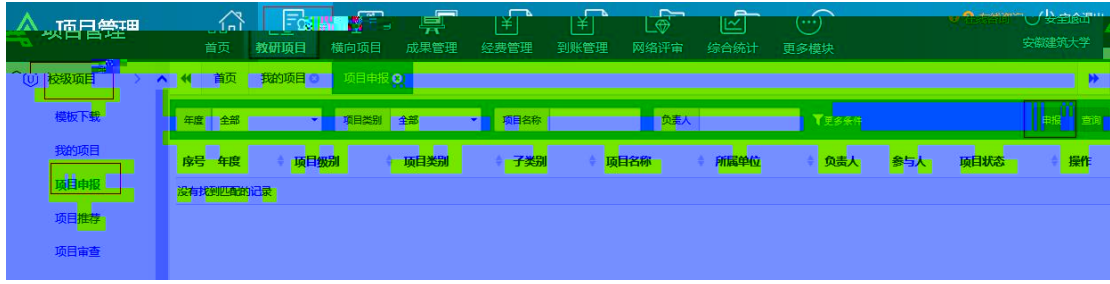 项目管理
首页 教研项目 横向项目 成果管理 经费管理 到账管理 网络评审 综合统计 更多模块
安全退出
安徽建筑大学
校级项目 首页 我的项目 项目申报
模板下载
我的项目
项目申报
项目推荐
项目审查
年度 全部 项目类别 全部 项目名称 负责人 更多条件 申报 查询
序号 年度 项目级别 项目类别 子类别 项目名称 所属单位 负责人 参与人 项目状态 操作
没有找到匹配的记录